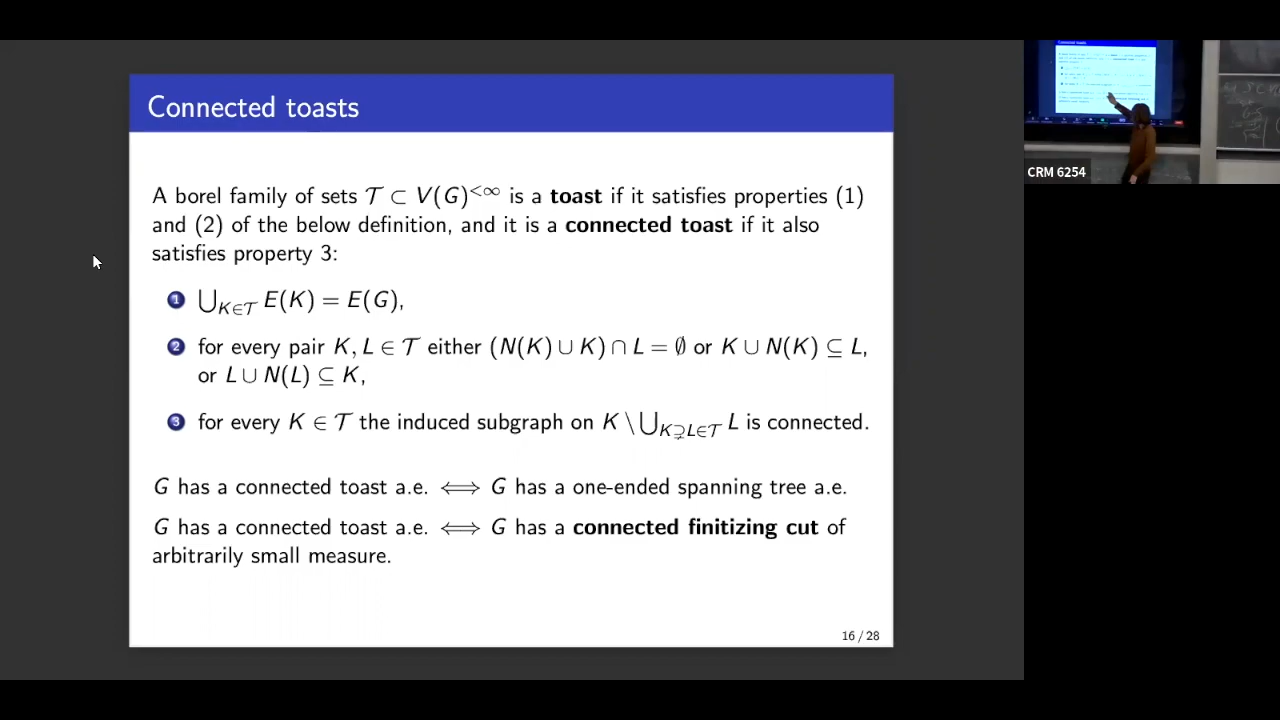 Connected toasts
A borel family of sets 𝒯 ⊂ V(G)^{<∞} is a toast if it satisfies properties (1)
and (2) of the below definition, and it is a connected toast if it also
satisfies property 3:
1 ⋃_{K∈𝒯} E(K) = E(G),
2 for every pair K, L ∈ 𝒯 either (N(K) ∪ K) ∩ L = ∅ or K ∪ N(K) ⊆ L,
or L ∪ N(L) ⊆ K,
3 for every K ∈ 𝒯 the induced subgraph on K \ ⋃_{K⊋L∈𝒯} L is connected.
G has a connected toast a.e. ⟺ G has a one-ended spanning tree a.e.
G has a connected toast a.e. ⟺ G has a connected finitizing cut of
arbitrarily small measure.
16 / 28
CRM 6254